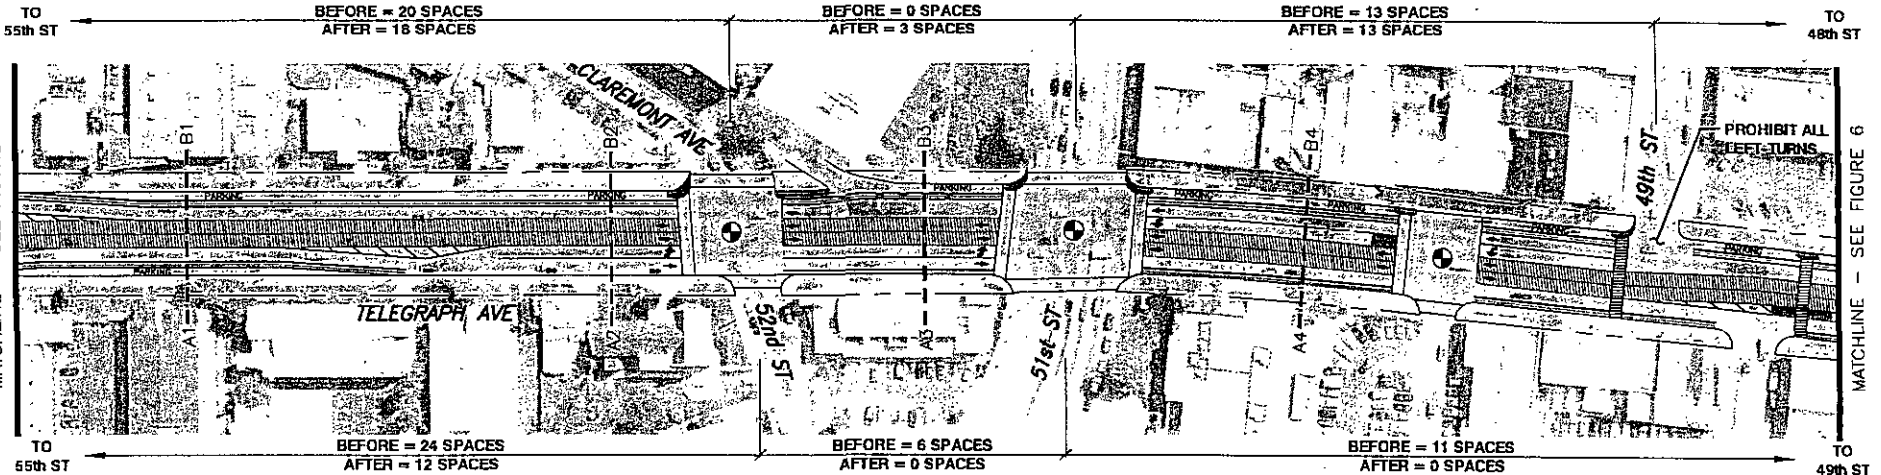 TO
55th ST
BEFORE = 20 SPACES
AFTER = 18 SPACES
BEFORE = 0 SPACES
AFTER = 3 SPACES
BEFORE = 13 SPACES
AFTER = 13 SPACES
TO
48th ST
CLAREMONT AVE
B1
B2
B3
B4
49th ST
PROHIBIT ALL
LEFT TURNS
PARKING
PARKING
PARKING
PARKING
PARKING
PARKING
PARKING
TELEGRAPH AVE
A1
A2
A3
A4
52nd ST
51st ST
MATCHLINE - SEE FIGURE 6
TO
55th ST
BEFORE = 24 SPACES
AFTER = 12 SPACES
BEFORE = 6 SPACES
AFTER = 0 SPACES
BEFORE = 11 SPACES
AFTER = 0 SPACES
TO
49th ST